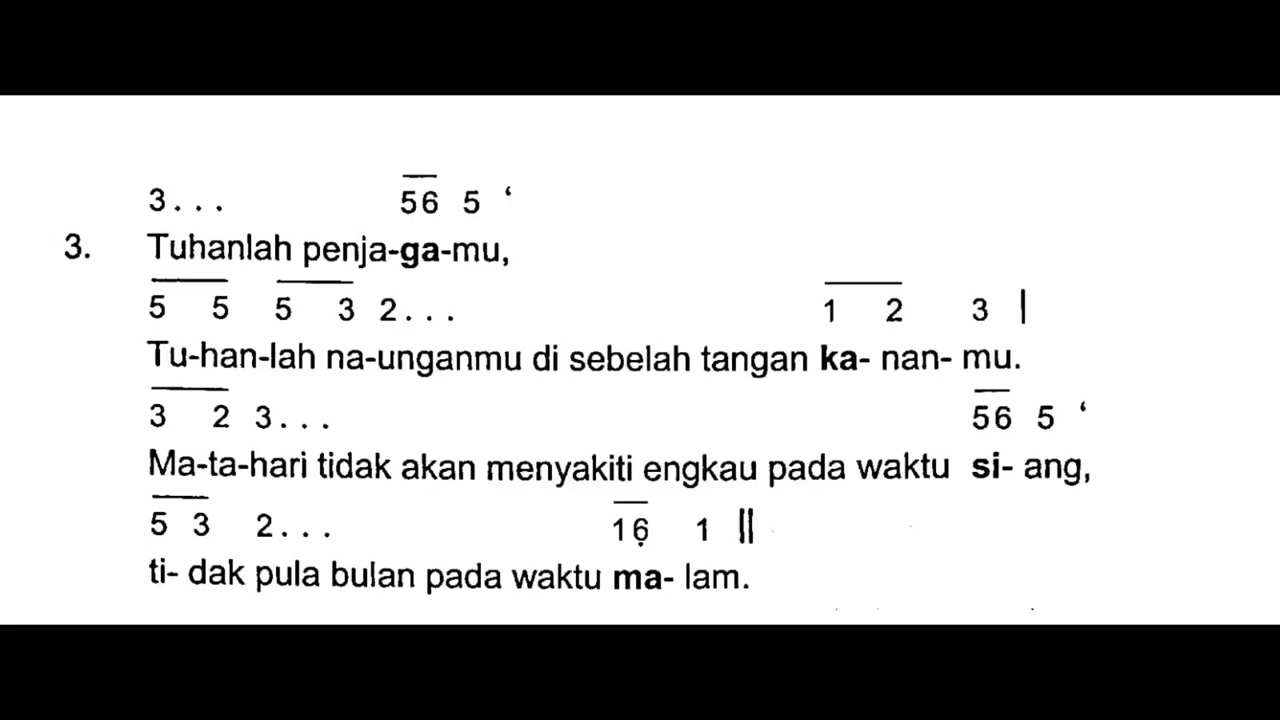 3... 56 5 ‘
3. Tuhanlah penja-ga-mu,
5 5 5 3 2... 1 2 3 |
Tu-han-lah na-unganmu di sebelah tangan ka- nan- mu.
3 2 3... 56 5 ‘
Ma-ta-hari tidak akan menyakiti engkau pada waktu si- ang,
5 3 2... 16̣ 1 ||
ti- dak pula bulan pada waktu ma- lam.